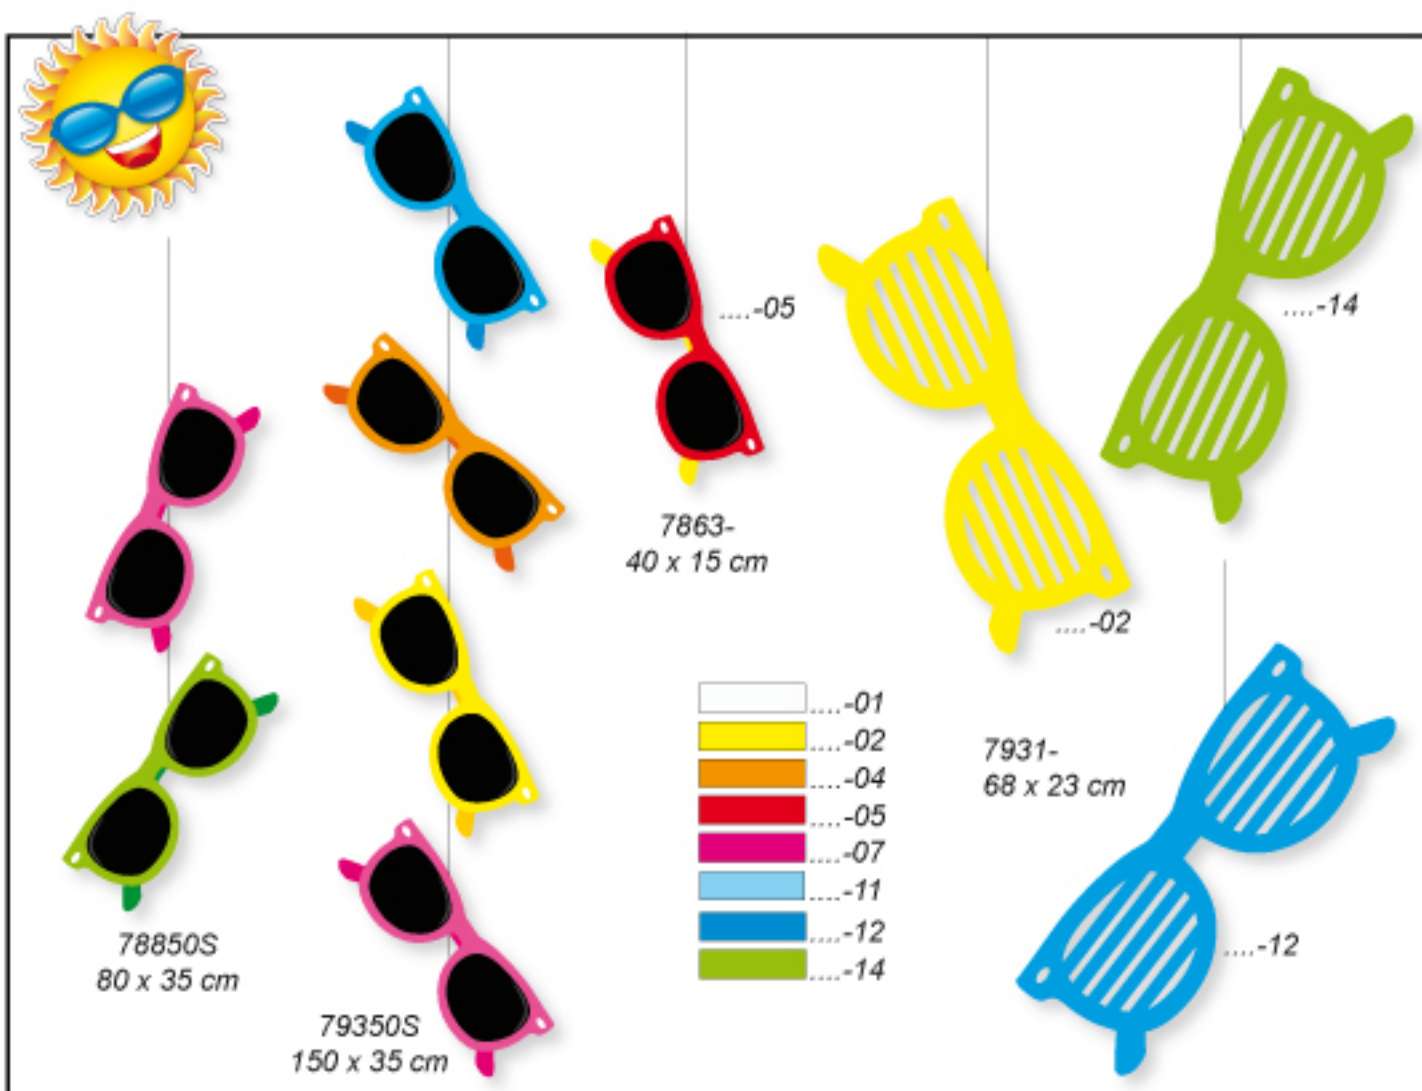 ....-05
....-14
7863-
40 x 15 cm
....-02
....-01
....-02
....-04
....-05
....-07
....-11
....-12
....-14
7931-
68 x 23 cm
....-12
78850S
80 x 35 cm
79350S
150 x 35 cm